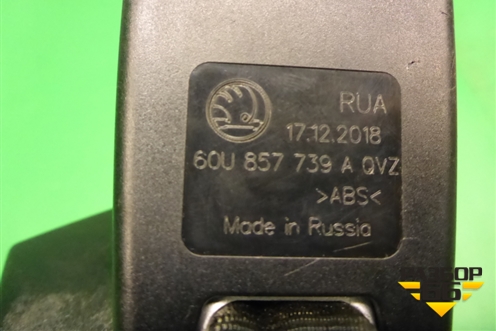 RUA
17.12.2018
60U 857 739 A QVZ
>ABS<
Made in Russia